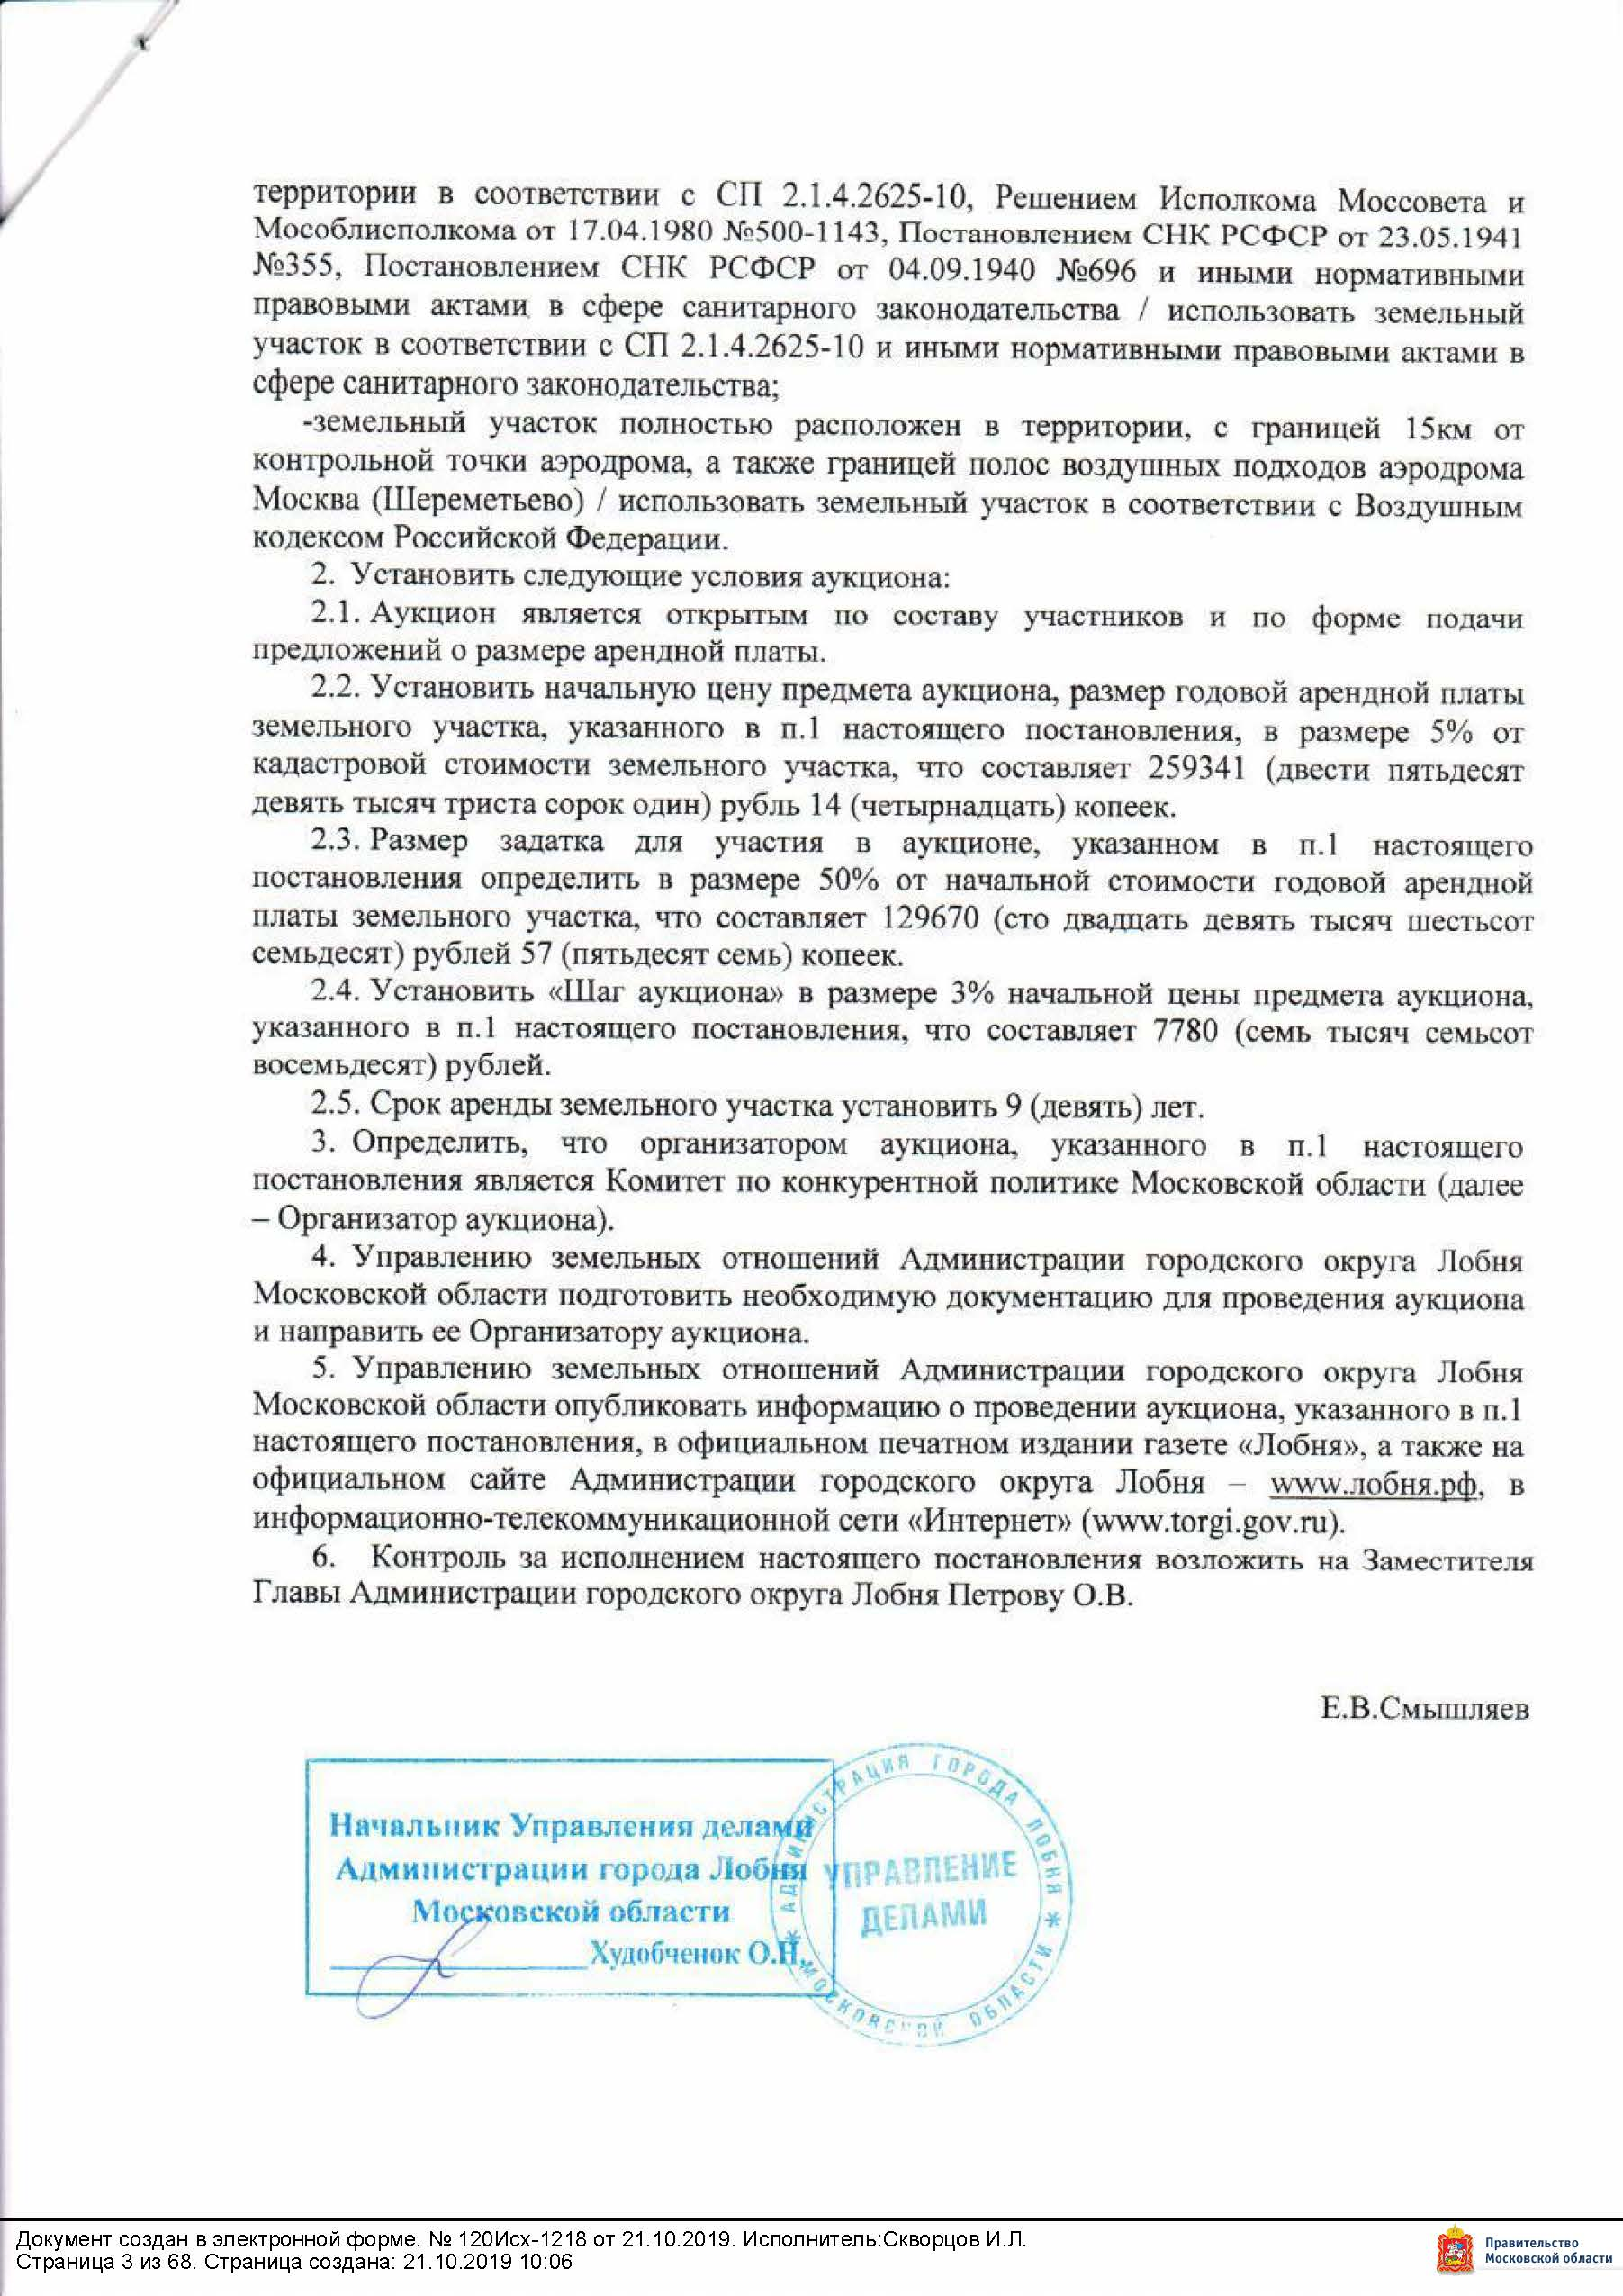 территории в соответствии с СП 2.1.4.2625-10, Решением Исполкома Моссовета и
Мособлисполкома от 17.04.1980 №500-1143, Постановлением СНК РСФСР от 23.05.1941
№355, Постановлением СНК РСФСР от 04.09.1940 №696 и иными нормативными
правовыми актами в сфере санитарного законодательства / использовать земельный
участок в соответствии с СП 2.1.4.2625-10 и иными нормативными правовыми актами в
сфере санитарного законодательства;
-земельный участок полностью расположен в территории, с границей 15км от
контрольной точки аэродрома, а также границей полос воздушных подходов аэродрома
Москва (Шереметьево) / использовать земельный участок в соответствии с Воздушным
кодексом Российской Федерации.
2. Установить следующие условия аукциона:
2.1. Аукцион является открытым по составу участников и по форме подачи
предложений о размере арендной платы.
2.2. Установить начальную цену предмета аукциона, размер годовой арендной платы
земельного участка, указанного в п.1 настоящего постановления, в размере 5% от
кадастровой стоимости земельного участка, что составляет 259341 (двести пятьдесят
девять тысяч триста сорок один) рубль 14 (четырнадцать) копеек.
2.3. Размер задатка для участия в аукционе, указанном в п.1 настоящего
постановления определить в размере 50% от начальной стоимости годовой арендной
платы земельного участка, что составляет 129670 (сто двадцать девять тысяч шестьсот
семьдесят) рублей 57 (пятьдесят семь) копеек.
2.4. Установить «Шаг аукциона» в размере 3% начальной цены предмета аукциона,
указанного в п.1 настоящего постановления, что составляет 7780 (семь тысяч семьсот
восемьдесят) рублей.
2.5. Срок аренды земельного участка установить 9 (девять) лет.
3. Определить, что организатором аукциона, указанного в п.1 настоящего
постановления является Комитет по конкурентной политике Московской области (далее
– Организатор аукциона).
4. Управлению земельных отношений Администрации городского округа Лобня
Московской области подготовить необходимую документацию для проведения аукциона
и направить ее Организатору аукциона.
5. Управлению земельных отношений Администрации городского округа Лобня
Московской области опубликовать информацию о проведении аукциона, указанного в п.1
настоящего постановления, в официальном печатном издании газете «Лобня», а также на
официальном сайте Администрации городского округа Лобня – www.лобня.рф, в
информационно-телекоммуникационной сети «Интернет» (www.torgi.gov.ru).
6. Контроль за исполнением настоящего постановления возложить на Заместителя
Главы Администрации городского округа Лобня Петрову О.В.
Е.В.Смышляев
Начальник Управления делами
Администрации города Лобня
Московской области
Худобченок О.Н.
АДМИНИСТРАЦИЯ ГОРОДА ЛОБНЯ * МОСКОВСКОЙ ОБЛАСТИ *
УПРАВЛЕНИЕ
ДЕЛАМИ
Документ создан в электронной форме. № 120Исх-1218 от 21.10.2019. Исполнитель:Скворцов И.Л.
Страница 3 из 68. Страница создана: 21.10.2019 10:06
Правительство
Московской области